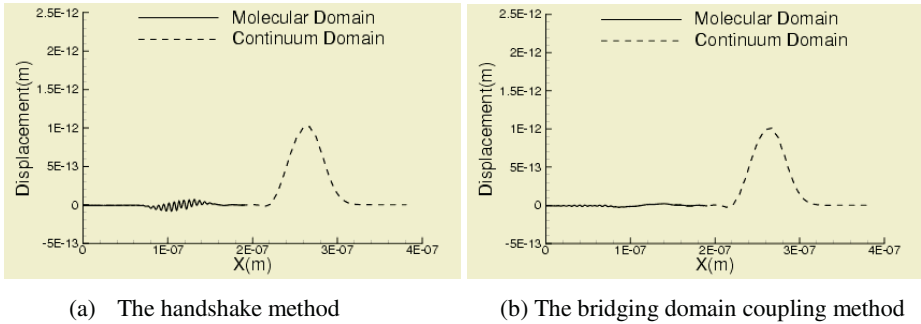 2.5E-12
2E-12
1.5E-12
1E-12
5E-13
0
-5E-13
Displacement(m)
Molecular Domain
Continuum Domain
0
1E-07
2E-07
3E-07
4E-07
X(m)
(a) The handshake method
2.5E-12
2E-12
1.5E-12
1E-12
5E-13
0
-5E-13
Displacement(m)
Molecular Domain
Continuum Domain
0
1E-07
2E-07
3E-07
4E-07
X(m)
(b) The bridging domain coupling method